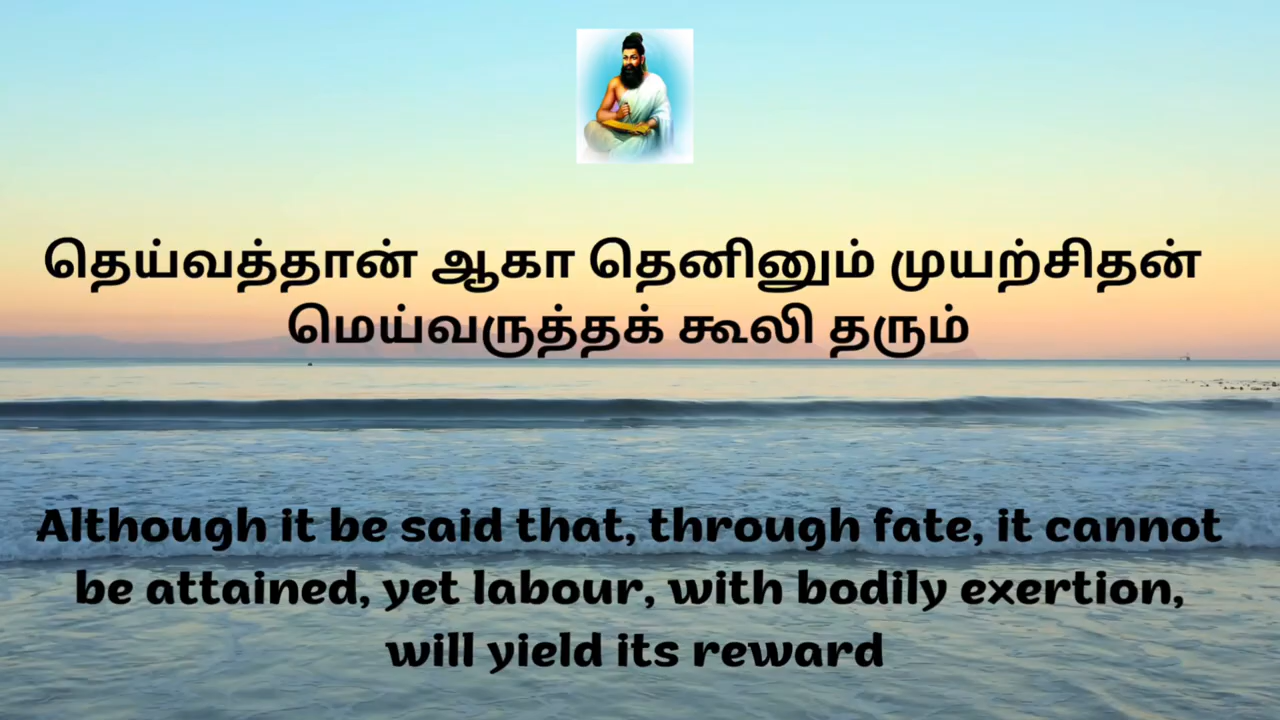 தெய்வத்தான் ஆகா தெனினும் முயற்சிதன்
மெய்வருத்தக் கூலி தரும்
Although it be said that, through fate, it cannot
be attained, yet labour, with bodily exertion,
will yield its reward